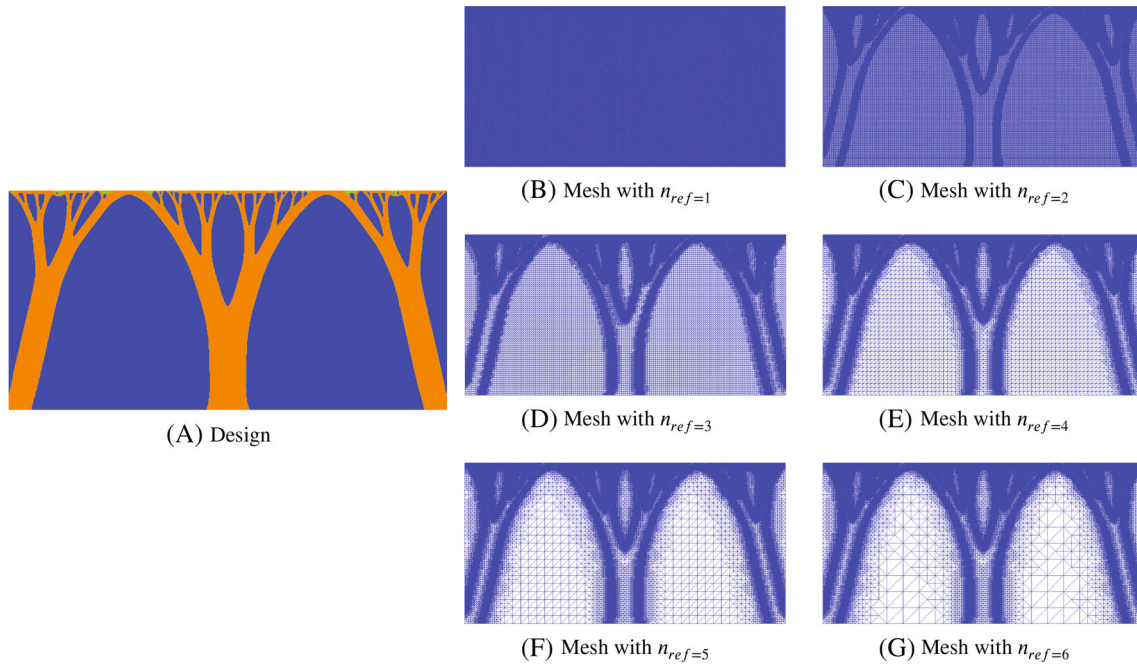 (B) Mesh with n_{ref=1}
(C) Mesh with n_{ref=2}
(A) Design
(D) Mesh with n_{ref=3}
(E) Mesh with n_{ref=4}
(F) Mesh with n_{ref=5}
(G) Mesh with n_{ref=6}